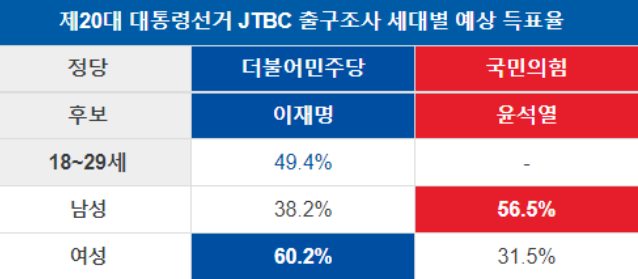 제20대 대통령선거 JTBC 출구조사 세대별 예상 득표율
정당 더불어민주당 국민의힘
후보 이재명 윤석열
18~29세 49.4% -
남성 38.2% 56.5%
여성 60.2% 31.5%